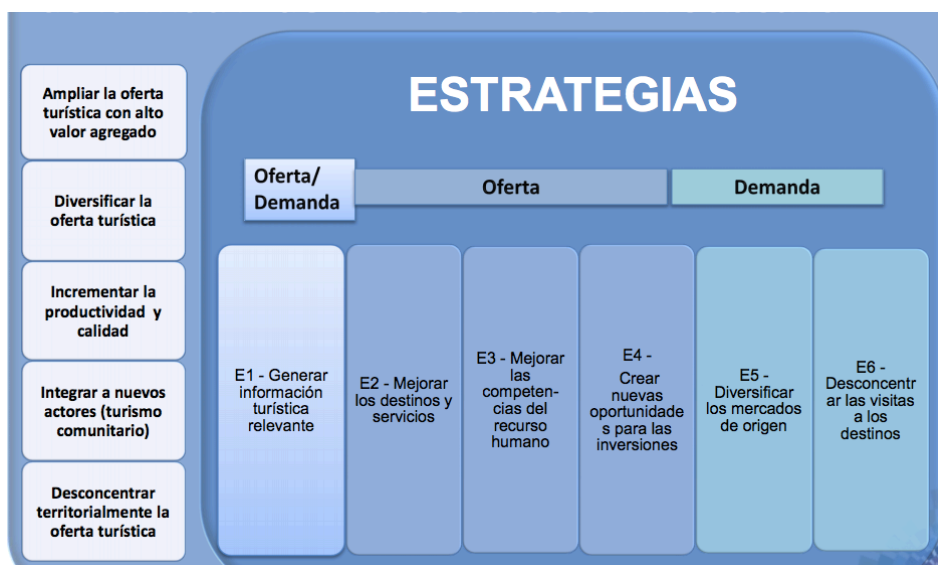 Ampliar la oferta
turística con alto
valor agregado
Diversificar la
oferta turística
Incrementar la
productividad y
calidad
Integrar a nuevos
actores (turismo
comunitario)
Desconcentrar
territorialmente la
oferta turística
ESTRATEGIAS
Oferta/
Demanda
Oferta
Demanda
E1 - Generar
información
turística
relevante
E2 - Mejorar
los destinos y
servicios
E3 - Mejorar
las
competen-
cias del
recurso
humano
E4 -
Crear
nuevas
oportunidade
s para las
inversiones
E5 -
Diversificar
los mercados
de origen
E6 -
Desconcentr
ar las visitas
a los
destinos